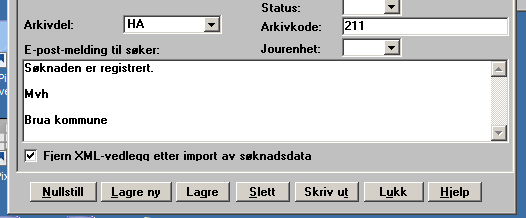 Status:
Arkivdel: HA Arkivkode: 211
E-post-melding til søker: Jourenhet:
Søknaden er registrert.
Mvh
Brua kommune
Fjern XML-vedlegg etter import av søknadsdata
Nullstill Lagre ny Lagre Slett Skriv ut Lukk Hjelp